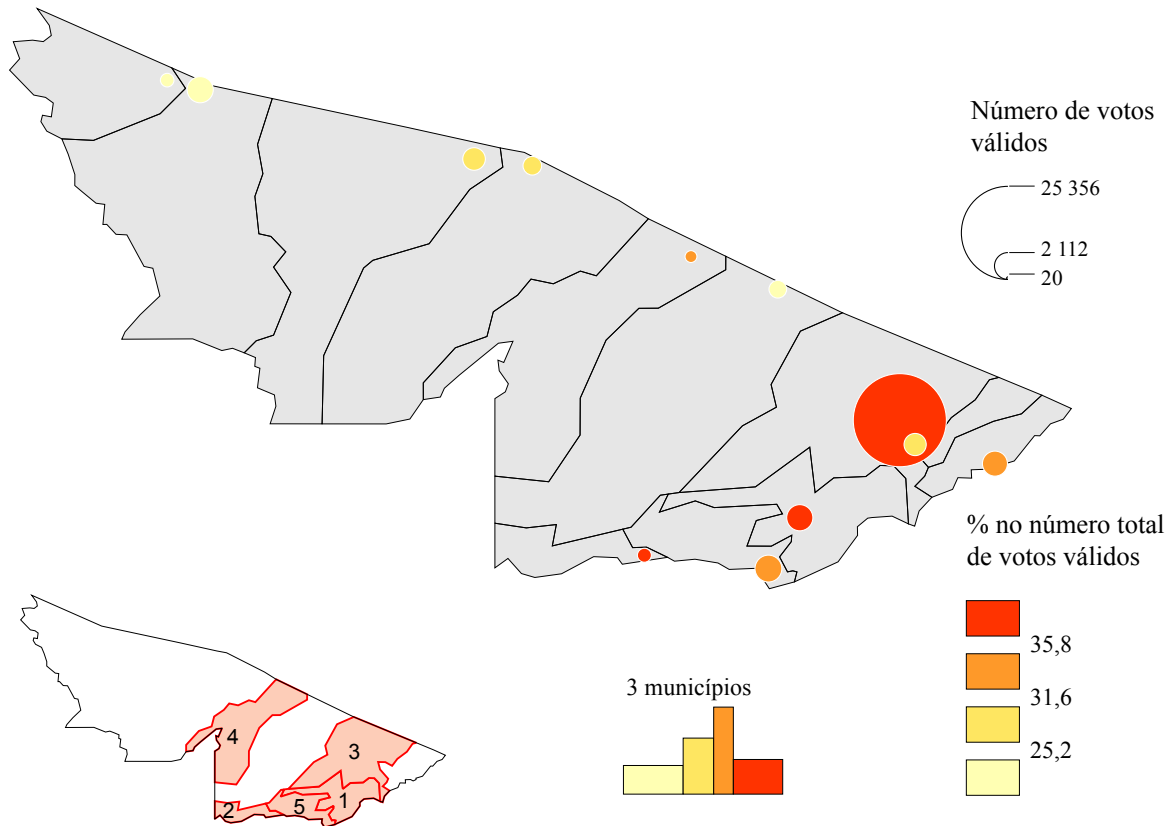 Número de votos
válidos
25 356
2 112
20
% no número total
de votos válidos
35,8
31,6
25,2
3 municípios
4
3
1
5
2